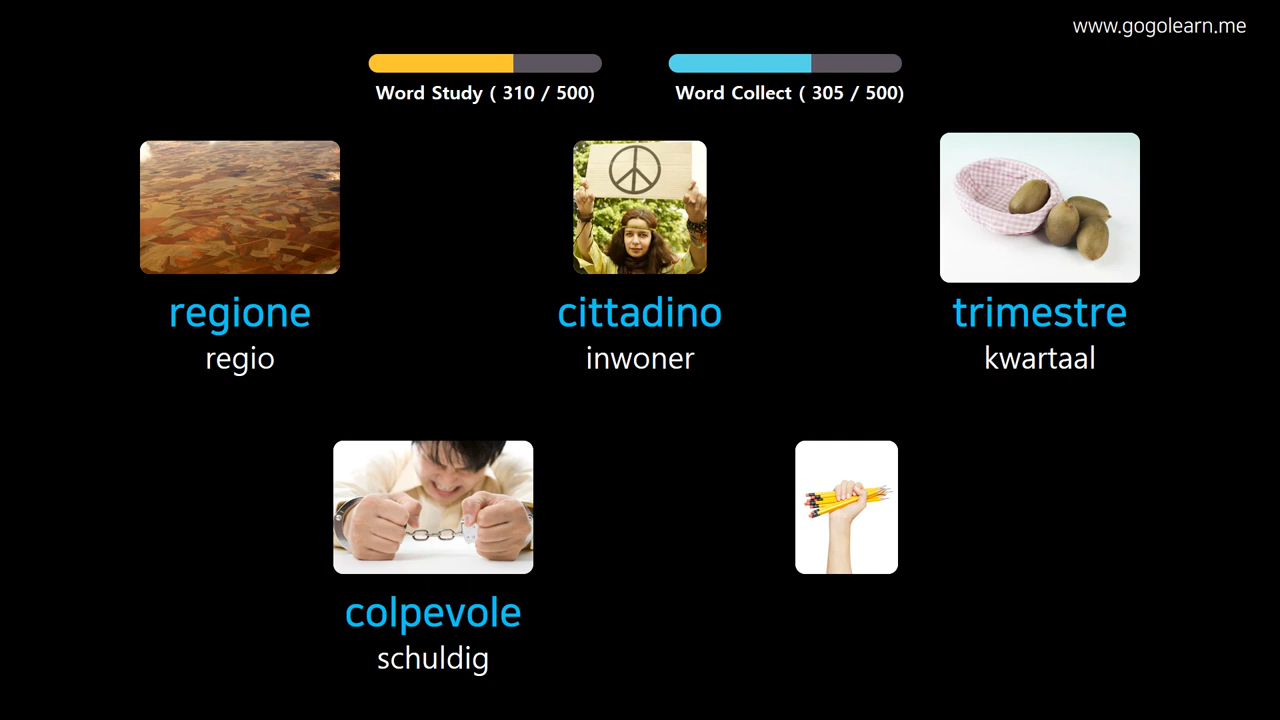 www.gogolearn.me
Word Study ( 310 / 500)
Word Collect ( 305 / 500)
regione
regio
cittadino
inwoner
trimestre
kwartaal
colpevole
schuldig